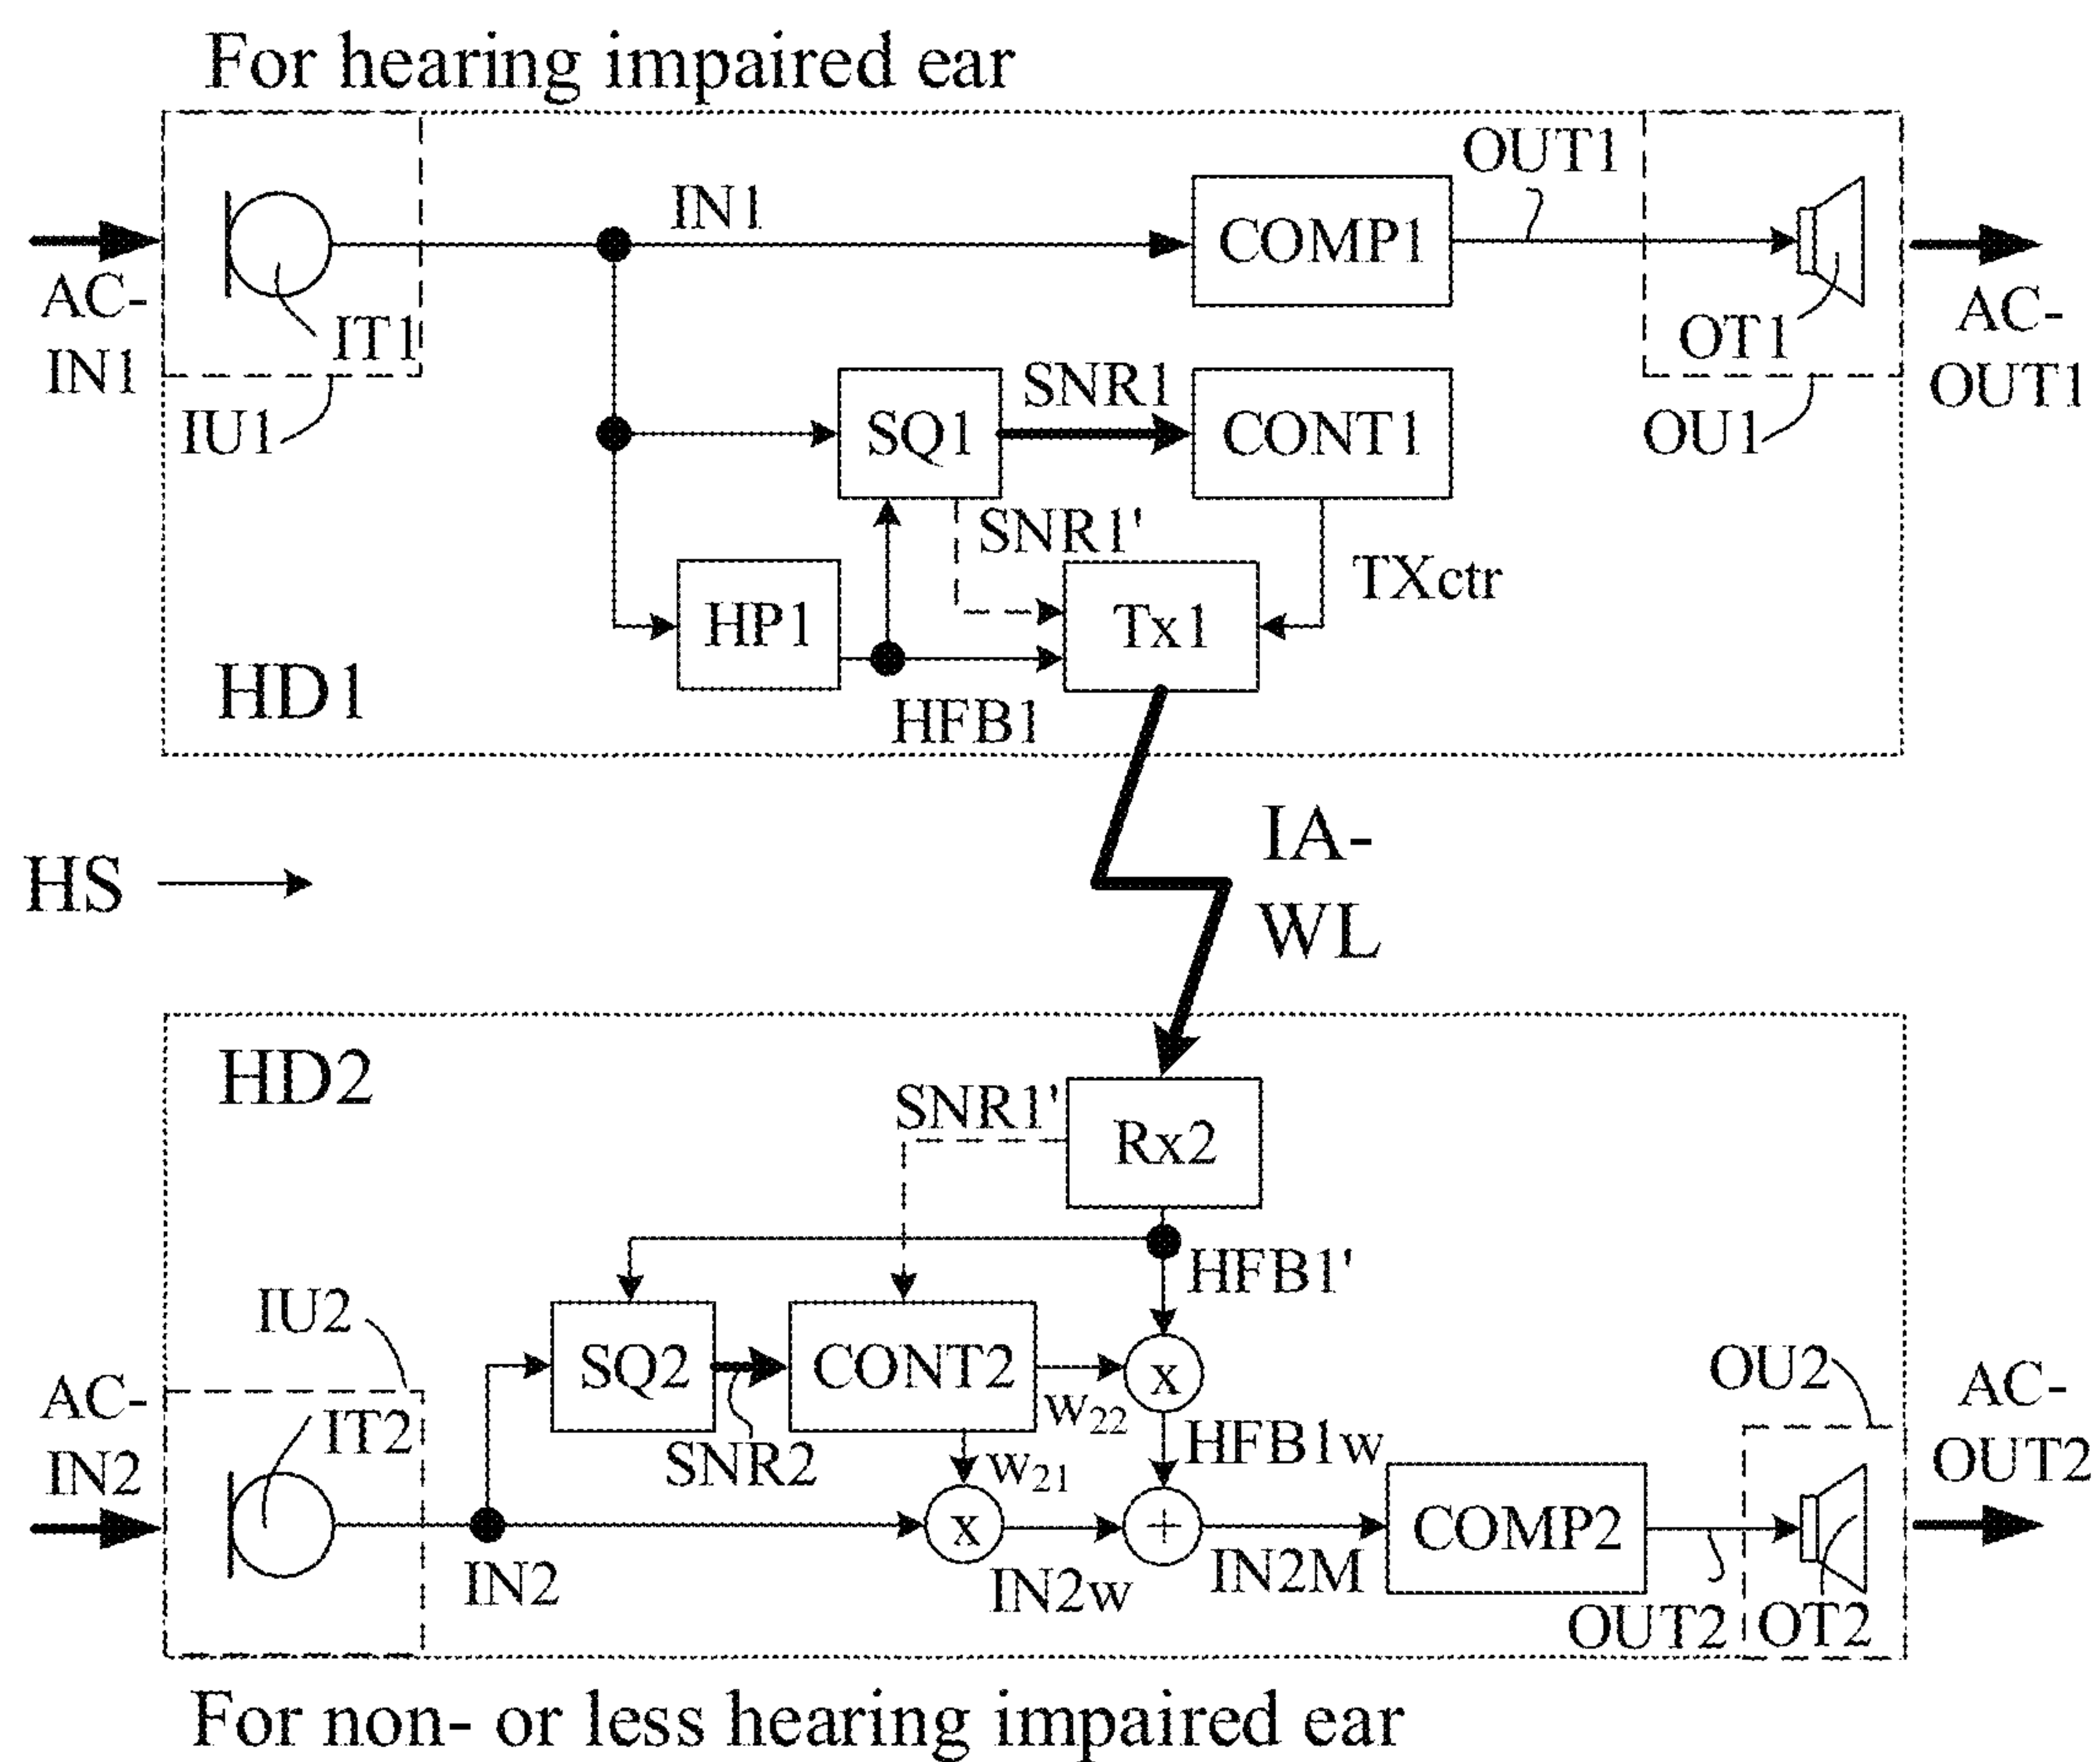 For hearing impaired ear
OUT1
IN1
COMP1
AC-
IN1
IT1
OT1
AC-
OUT1
IU1
SQ1
SNR1
CONT1
OU1
SNR1'
TXctr
HP1
Tx1
HD1
HFB1
IA-
WL
HS
HD2
SNR1'
Rx2
HFB1'
IU2
SQ2
CONT2
OU2
AC-
IN2
IT2
w22
HFB1w
AC-
OUT2
SNR2
w21
x
x
+
COMP2
IN2
IN2w
IN2M
OUT2
OT2
For non- or less hearing impaired ear